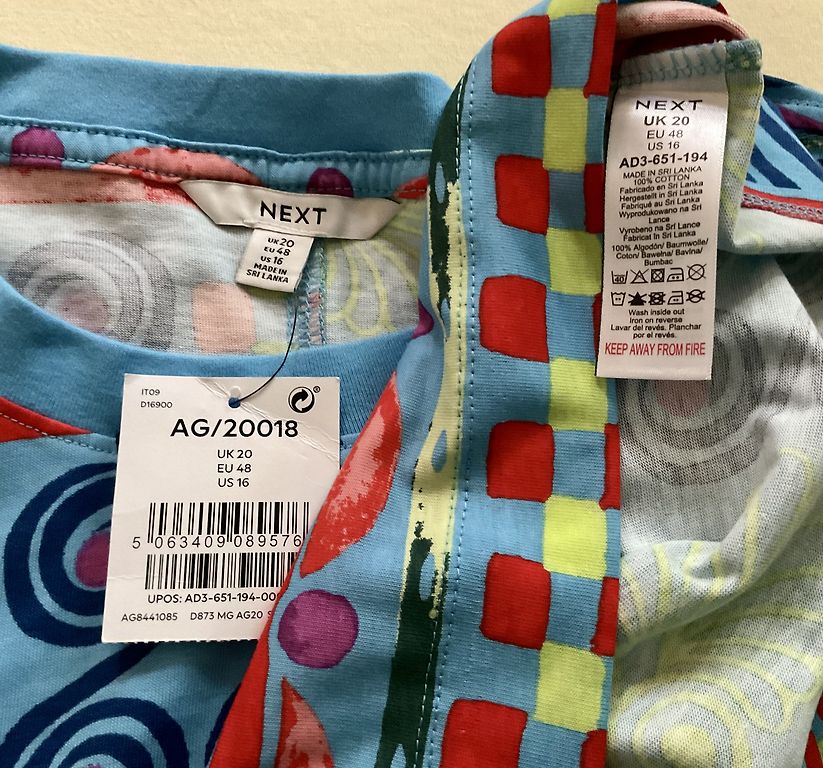 NEXT
UK 20
EU 48
US 16
MADE IN
SRI LANKA
IT09
D16900
®
AG/20018
UK 20
EU 48
US 16
5 063409 089576
UPOS: AD3-651-194-00
AG8441085 D873 MG AG20 S
NEXT
UK 20
EU 48
US 16
AD3-651-194
MADE IN SRI LANKA
100% COTTON
Fabricado en Sri Lanka
Hergestellt in Sri Lanka
Fabriqué au Sri Lanka
Wyprodukowano na Sri
Lance
Vyrobeno na Sri Lance
Fabricat în Sri Lanka
100% Algodón/ Baumwolle/
Coton/ Bawełna/ Bavlna/
Bumbac
40
Wash inside out
Iron on reverse
Lavar del revés. Planchar
por el revés.
KEEP AWAY FROM FIRE